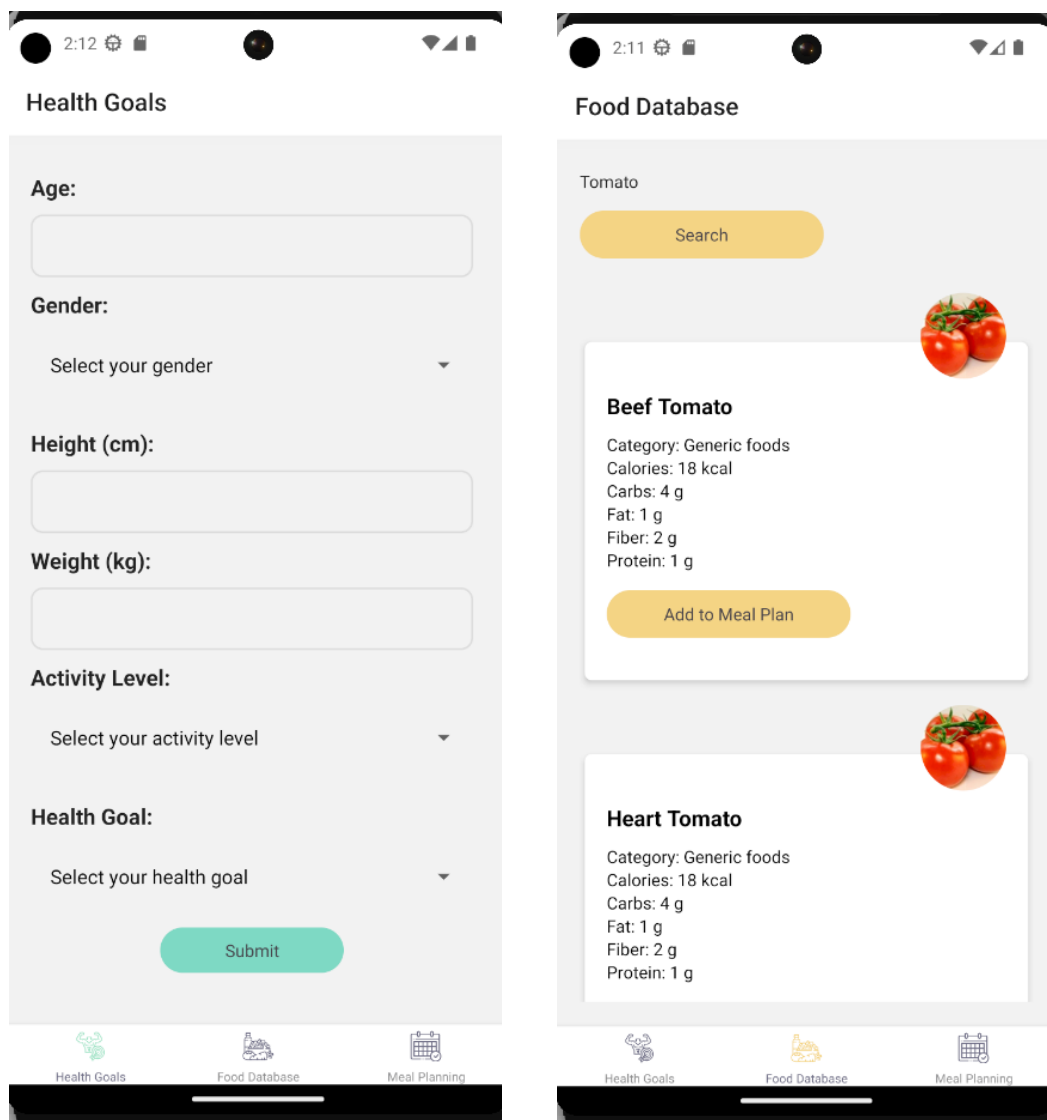 2:12
Health Goals
Age:
Gender:
Select your gender
Height (cm):
Weight (kg):
Activity Level:
Select your activity level
Health Goal:
Select your health goal
Submit
Health Goals
Food Database
Meal Planning
2:11
Food Database
Tomato
Search
Beef Tomato
Category: Generic foods
Calories: 18 kcal
Carbs: 4 g
Fat: 1 g
Fiber: 2 g
Protein: 1 g
Add to Meal Plan
Heart Tomato
Category: Generic foods
Calories: 18 kcal
Carbs: 4 g
Fat: 1 g
Fiber: 2 g
Protein: 1 g
Health Goals
Food Database
Meal Planning